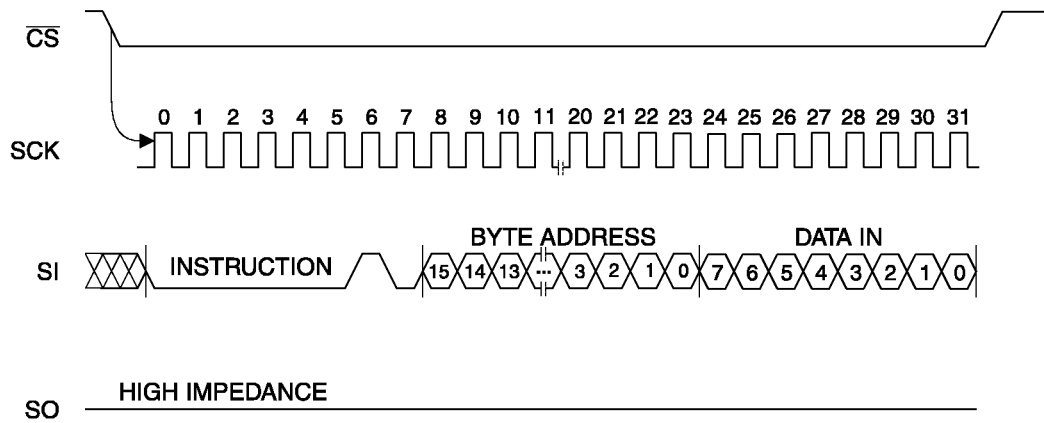 CS
0 1 2 3 4 5 6 7 8 9 10 11 20 21 22 23 24 25 26 27 28 29 30 31
SCK
BYTE ADDRESS DATA IN
SI INSTRUCTION 15 14 13 ... 3 2 1 0 7 6 5 4 3 2 1 0
HIGH IMPEDANCE
SO